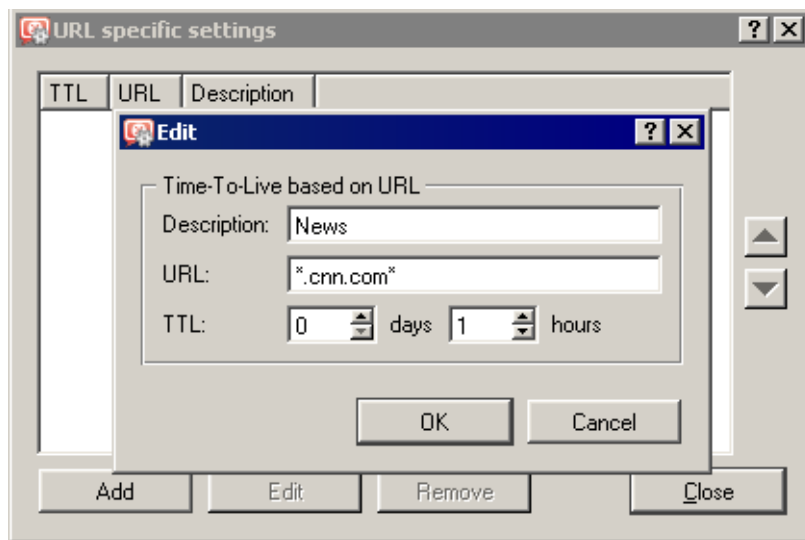 URL specific settings
TTL URL Description
Edit
Time-To-Live based on URL
Description: News
URL: *.cnn.com*
TTL: 0 days 1 hours
OK Cancel
Add Edit Remove Close